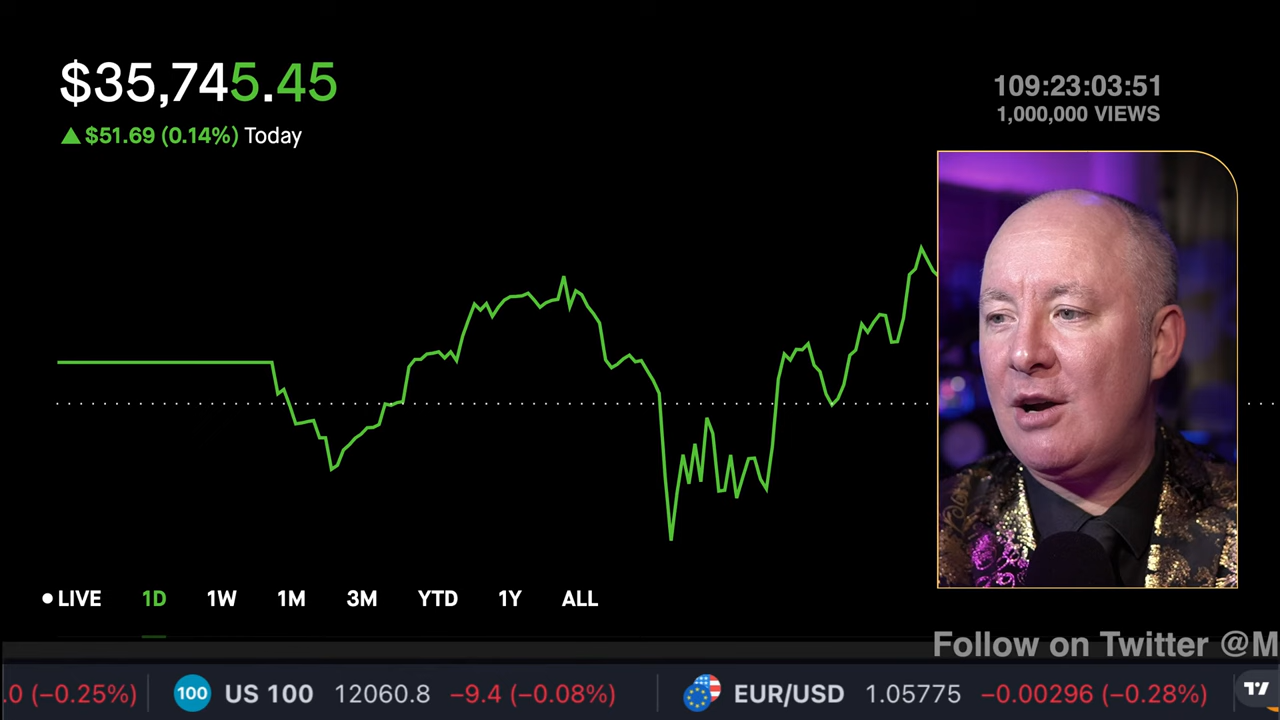 $35,745.45
▲$51.69 (0.14%) Today
109:23:03:51
1,000,000 VIEWS
LIVE 1D 1W 1M 3M YTD 1Y ALL
Follow on Twitter @M
.0 (−0.25%) 100 US 100 12060.8 −9.4 (−0.08%) EUR/USD 1.05775 −0.00296 (−0.28%)